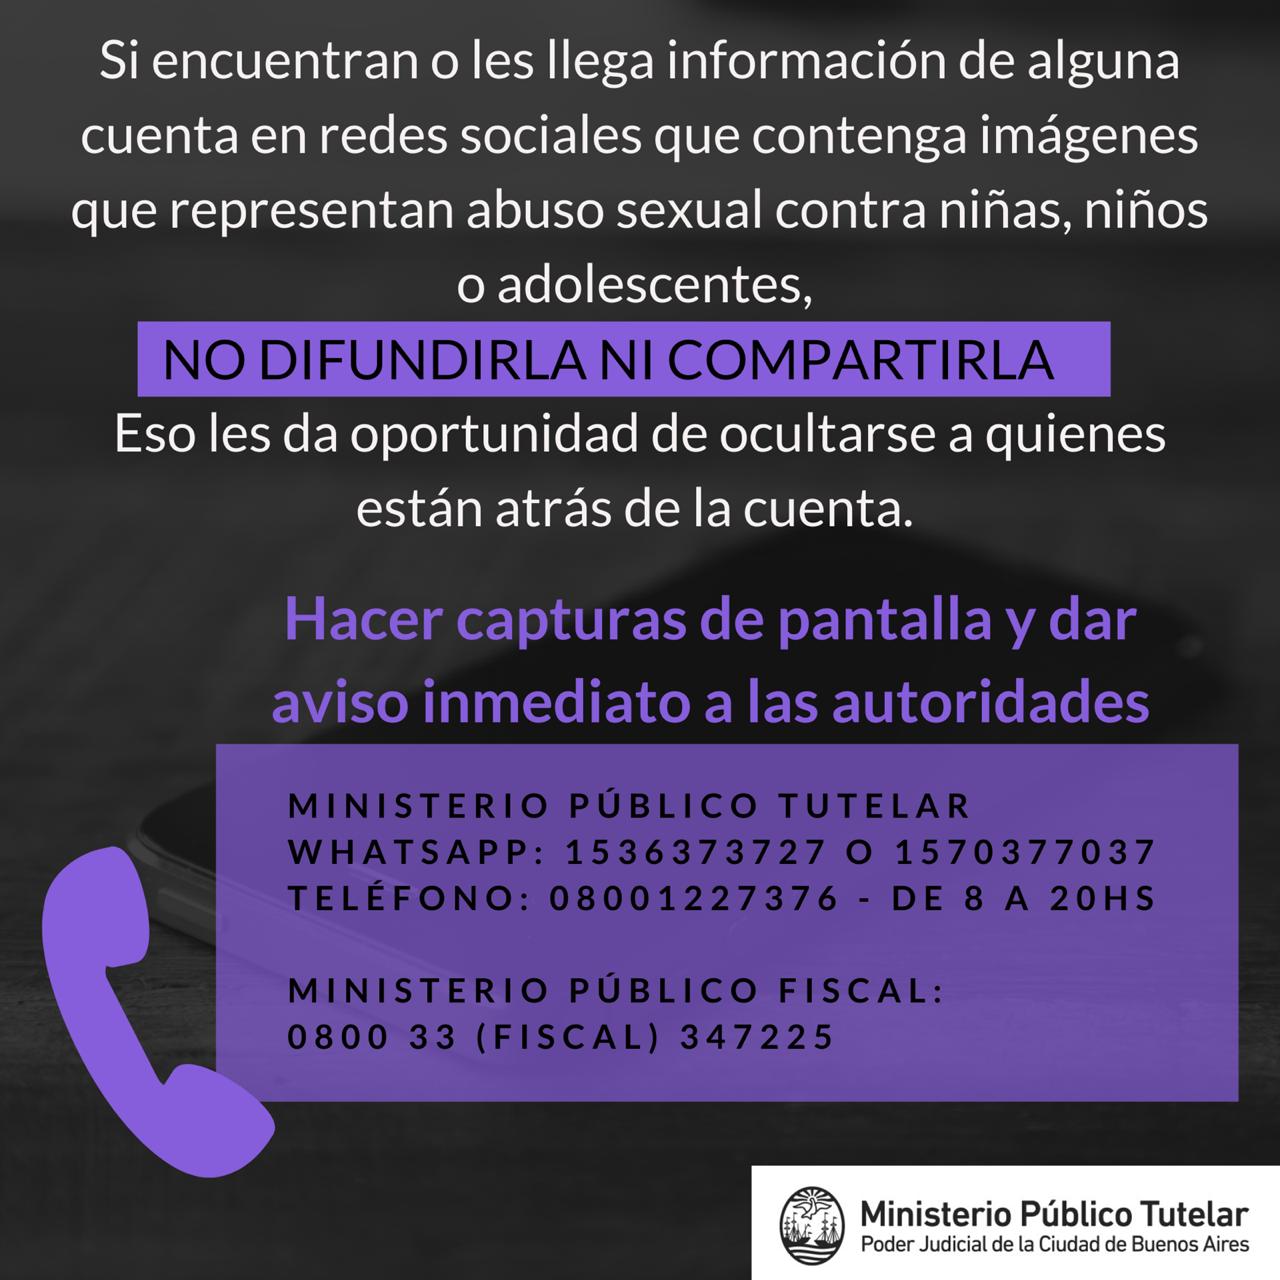 Si encuentran o les llega información de alguna
cuenta en redes sociales que contenga imágenes
que representan abuso sexual contra niñas, niños
o adolescentes,
NO DIFUNDIRLA NI COMPARTIRLA
Eso les da oportunidad de ocultarse a quienes
están atrás de la cuenta.
Hacer capturas de pantalla y dar
aviso inmediato a las autoridades
MINISTERIO PÚBLICO TUTELAR
WHATSAPP: 1536373727 O 1570377037
TELÉFONO: 08001227376 - DE 8 A 20HS
MINISTERIO PÚBLICO FISCAL:
0800 33 (FISCAL) 347225
Ministerio Público Tutelar
Poder Judicial de la Ciudad de Buenos Aires